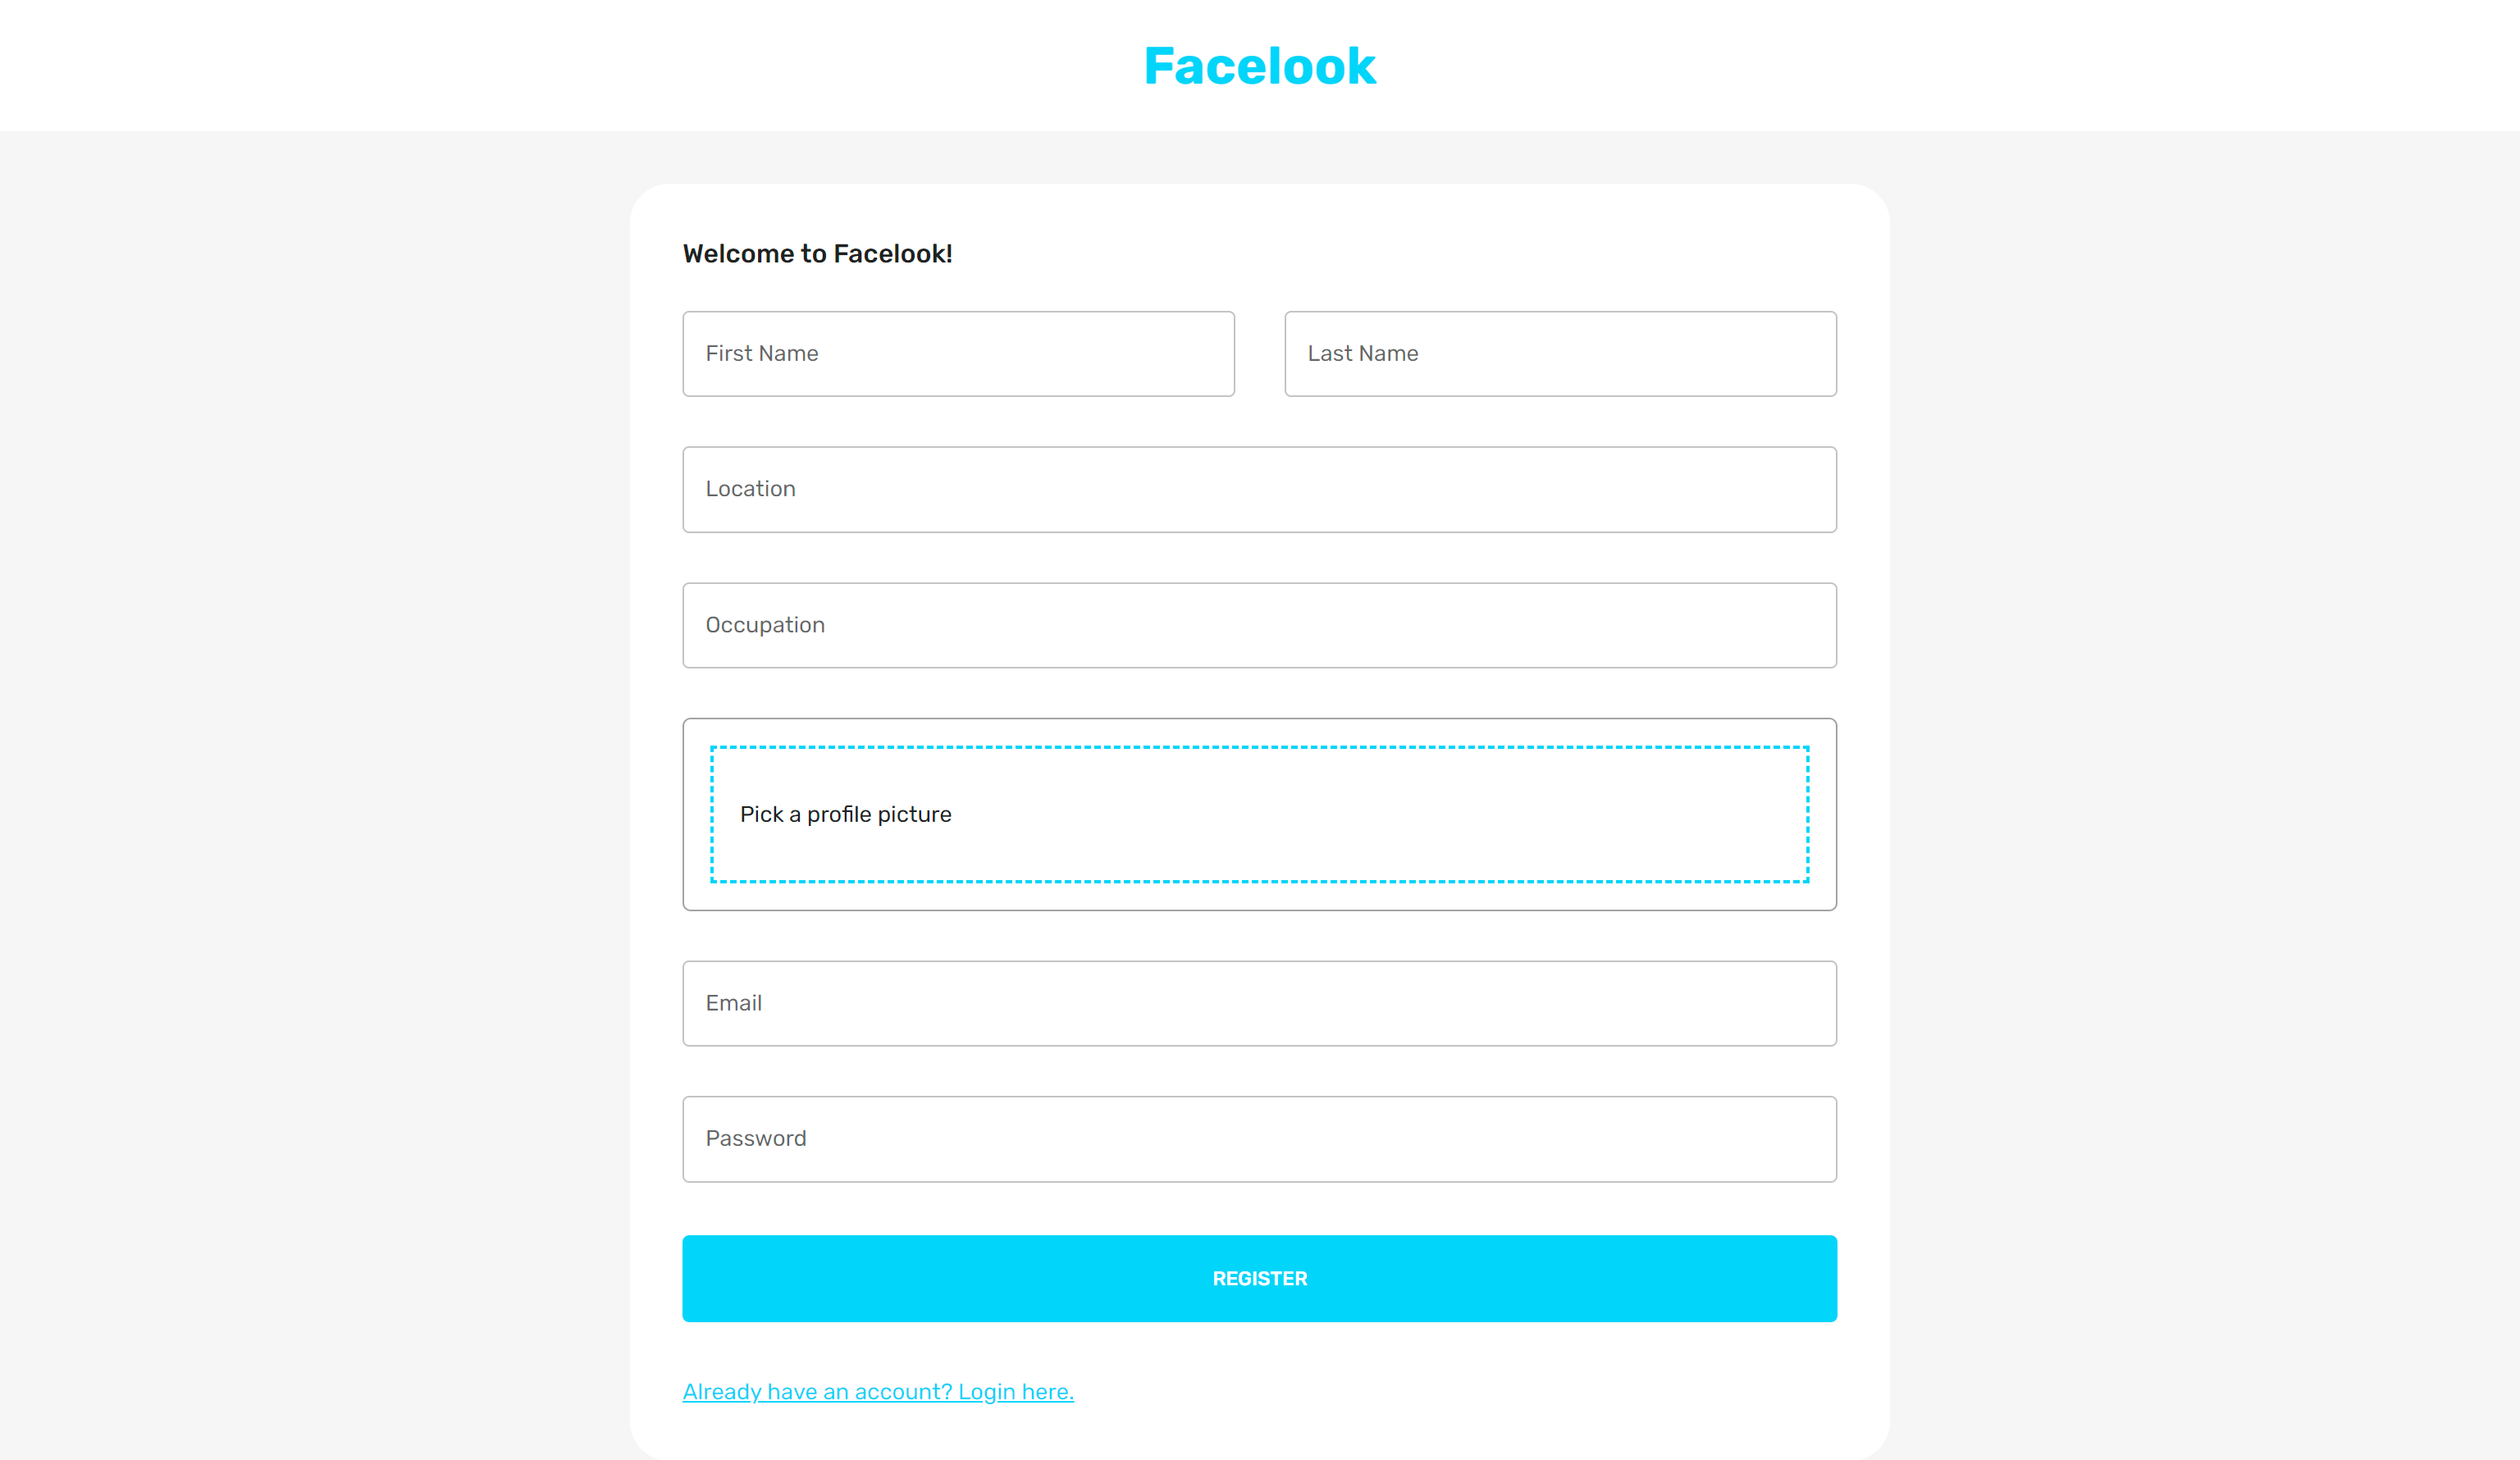 Facelook
Welcome to Facelook!
First Name
Last Name
Location
Occupation
Pick a profile picture
Email
Password
REGISTER
Already have an account? Login here.